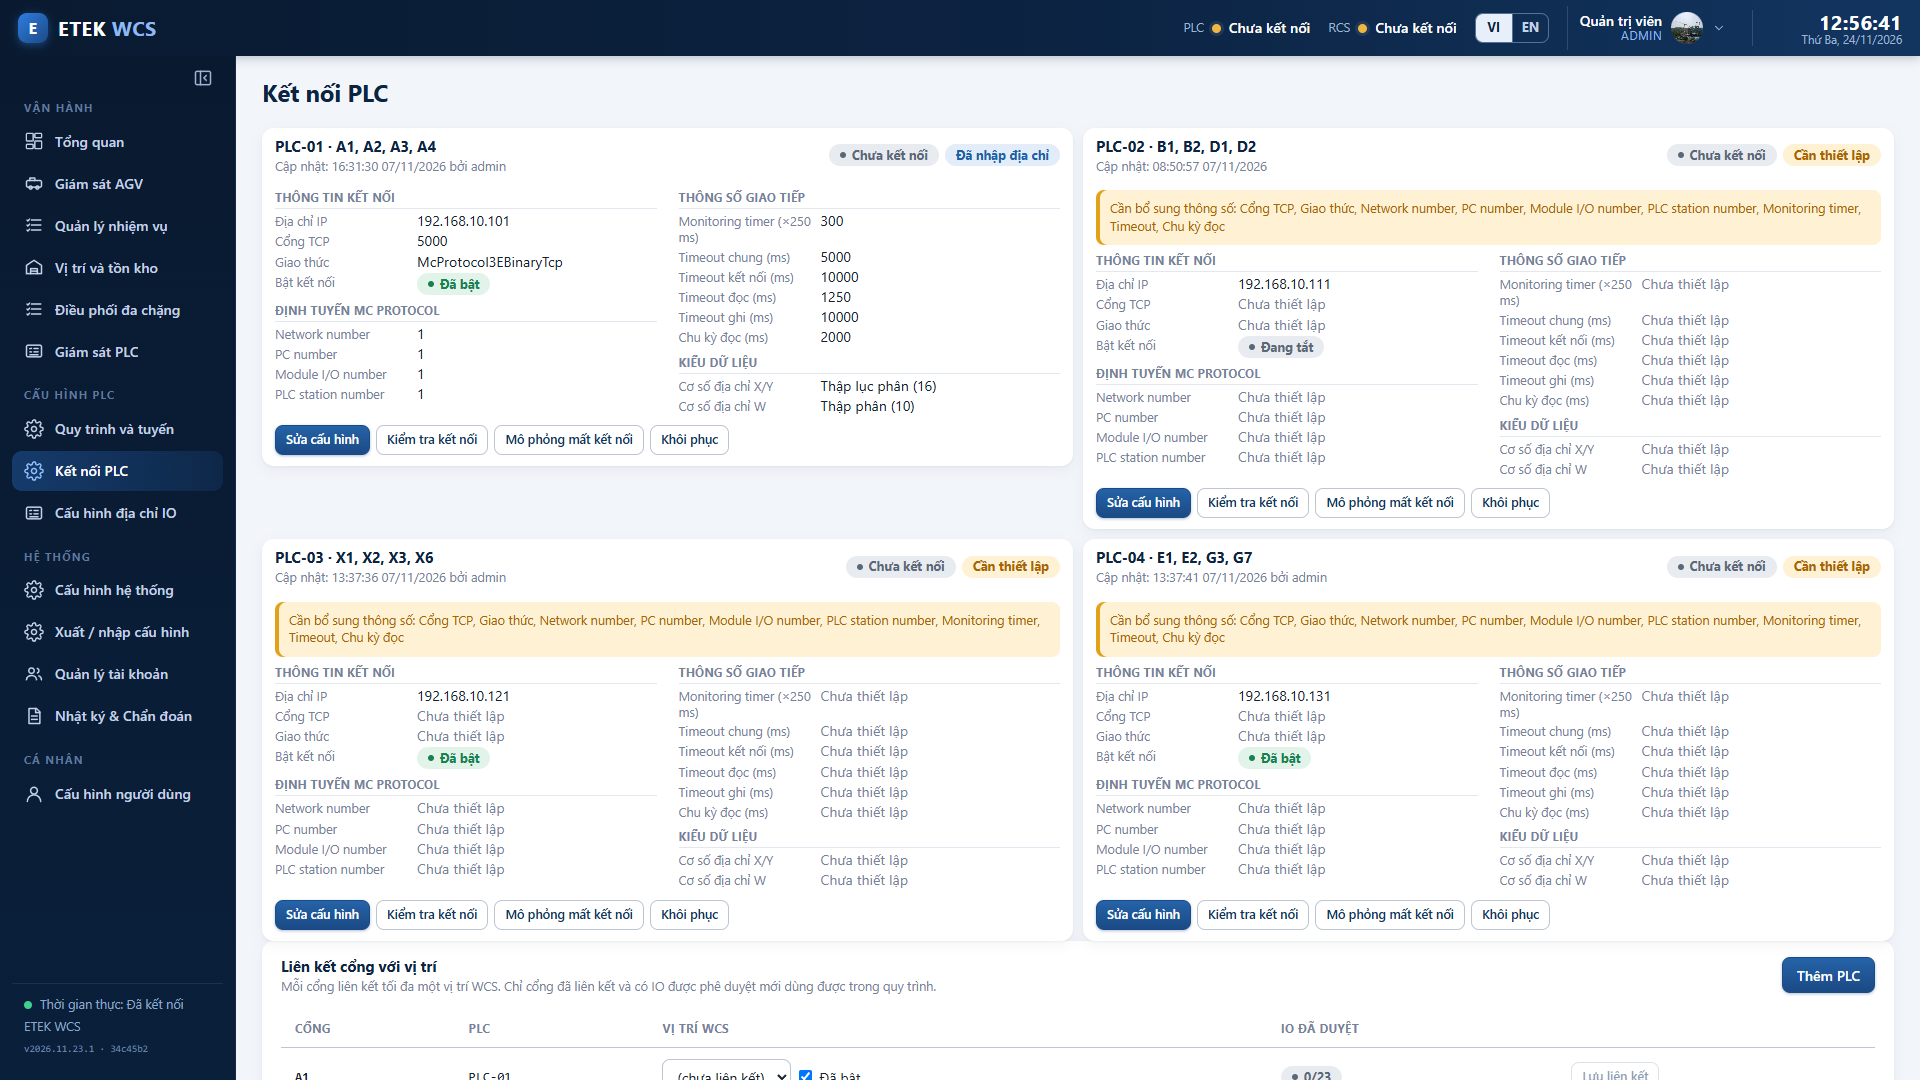 E ETEK WCS
PLC Chưa kết nối RCS Chưa kết nối VI EN
Quản trị viên
ADMIN
12:56:41
Thứ Ba, 24/11/2026
VẬN HÀNH
Tổng quan
Giám sát AGV
Quản lý nhiệm vụ
Vị trí và tồn kho
Điều phối đa chặng
Giám sát PLC
CẤU HÌNH PLC
Quy trình và tuyến
Kết nối PLC
Cấu hình địa chỉ IO
HỆ THỐNG
Cấu hình hệ thống
Xuất / nhập cấu hình
Quản lý tài khoản
Nhật ký & Chẩn đoán
CÁ NHÂN
Cấu hình người dùng
Thời gian thực: Đã kết nối
ETEK WCS
v2026.11.23.1 · 34c45b2
Kết nối PLC
PLC-01 · A1, A2, A3, A4
Cập nhật: 16:31:30 07/11/2026 bởi admin
Chưa kết nối Đã nhập địa chỉ
THÔNG TIN KẾT NỐI
Địa chỉ IP 192.168.10.101
Cổng TCP 5000
Giao thức McProtocol3EBinaryTcp
Bật kết nối Đã bật
ĐỊNH TUYẾN MC PROTOCOL
Network number 1
PC number 1
Module I/O number 1
PLC station number 1
THÔNG SỐ GIAO TIẾP
Monitoring timer (×250 ms) 300
Timeout chung (ms) 5000
Timeout kết nối (ms) 10000
Timeout đọc (ms) 1250
Timeout ghi (ms) 10000
Chu kỳ đọc (ms) 2000
KIỂU DỮ LIỆU
Cơ số địa chỉ X/Y Thập lục phân (16)
Cơ số địa chỉ W Thập phân (10)
Sửa cấu hình Kiểm tra kết nối Mô phỏng mất kết nối Khôi phục
PLC-02 · B1, B2, D1, D2
Cập nhật: 08:50:57 07/11/2026
Chưa kết nối Cần thiết lập
Cần bổ sung thông số: Cổng TCP, Giao thức, Network number, PC number, Module I/O number, PLC station number, Monitoring timer,
Timeout, Chu kỳ đọc
THÔNG TIN KẾT NỐI
Địa chỉ IP 192.168.10.111
Cổng TCP Chưa thiết lập
Giao thức Chưa thiết lập
Bật kết nối Đang tắt
ĐỊNH TUYẾN MC PROTOCOL
Network number Chưa thiết lập
PC number Chưa thiết lập
Module I/O number Chưa thiết lập
PLC station number Chưa thiết lập
THÔNG SỐ GIAO TIẾP
Monitoring timer (×250 ms) Chưa thiết lập
Timeout chung (ms) Chưa thiết lập
Timeout kết nối (ms) Chưa thiết lập
Timeout đọc (ms) Chưa thiết lập
Timeout ghi (ms) Chưa thiết lập
Chu kỳ đọc (ms) Chưa thiết lập
KIỂU DỮ LIỆU
Cơ số địa chỉ X/Y Chưa thiết lập
Cơ số địa chỉ W Chưa thiết lập
Sửa cấu hình Kiểm tra kết nối Mô phỏng mất kết nối Khôi phục
PLC-03 · X1, X2, X3, X6
Cập nhật: 13:37:36 07/11/2026 bởi admin
Chưa kết nối Cần thiết lập
Cần bổ sung thông số: Cổng TCP, Giao thức, Network number, PC number, Module I/O number, PLC station number, Monitoring timer,
Timeout, Chu kỳ đọc
THÔNG TIN KẾT NỐI
Địa chỉ IP 192.168.10.121
Cổng TCP Chưa thiết lập
Giao thức Chưa thiết lập
Bật kết nối Đã bật
ĐỊNH TUYẾN MC PROTOCOL
Network number Chưa thiết lập
PC number Chưa thiết lập
Module I/O number Chưa thiết lập
PLC station number Chưa thiết lập
THÔNG SỐ GIAO TIẾP
Monitoring timer (×250 ms) Chưa thiết lập
Timeout chung (ms) Chưa thiết lập
Timeout kết nối (ms) Chưa thiết lập
Timeout đọc (ms) Chưa thiết lập
Timeout ghi (ms) Chưa thiết lập
Chu kỳ đọc (ms) Chưa thiết lập
KIỂU DỮ LIỆU
Cơ số địa chỉ X/Y Chưa thiết lập
Cơ số địa chỉ W Chưa thiết lập
Sửa cấu hình Kiểm tra kết nối Mô phỏng mất kết nối Khôi phục
PLC-04 · E1, E2, G3, G7
Cập nhật: 13:37:41 07/11/2026 bởi admin
Chưa kết nối Cần thiết lập
Cần bổ sung thông số: Cổng TCP, Giao thức, Network number, PC number, Module I/O number, PLC station number, Monitoring timer,
Timeout, Chu kỳ đọc
THÔNG TIN KẾT NỐI
Địa chỉ IP 192.168.10.131
Cổng TCP Chưa thiết lập
Giao thức Chưa thiết lập
Bật kết nối Đã bật
ĐỊNH TUYẾN MC PROTOCOL
Network number Chưa thiết lập
PC number Chưa thiết lập
Module I/O number Chưa thiết lập
PLC station number Chưa thiết lập
THÔNG SỐ GIAO TIẾP
Monitoring timer (×250 ms) Chưa thiết lập
Timeout chung (ms) Chưa thiết lập
Timeout kết nối (ms) Chưa thiết lập
Timeout đọc (ms) Chưa thiết lập
Timeout ghi (ms) Chưa thiết lập
Chu kỳ đọc (ms) Chưa thiết lập
KIỂU DỮ LIỆU
Cơ số địa chỉ X/Y Chưa thiết lập
Cơ số địa chỉ W Chưa thiết lập
Sửa cấu hình Kiểm tra kết nối Mô phỏng mất kết nối Khôi phục
Liên kết cổng với vị trí
Mỗi cổng liên kết tối đa một vị trí WCS. Chỉ cổng đã liên kết và có IO được phê duyệt mới dùng được trong quy trình.
Thêm PLC
CỔNG PLC VỊ TRÍ WCS IO ĐÃ DUYỆT
A1 PLC-01 (chưa liên kết) Đã bật 0/23 Lưu liên kết